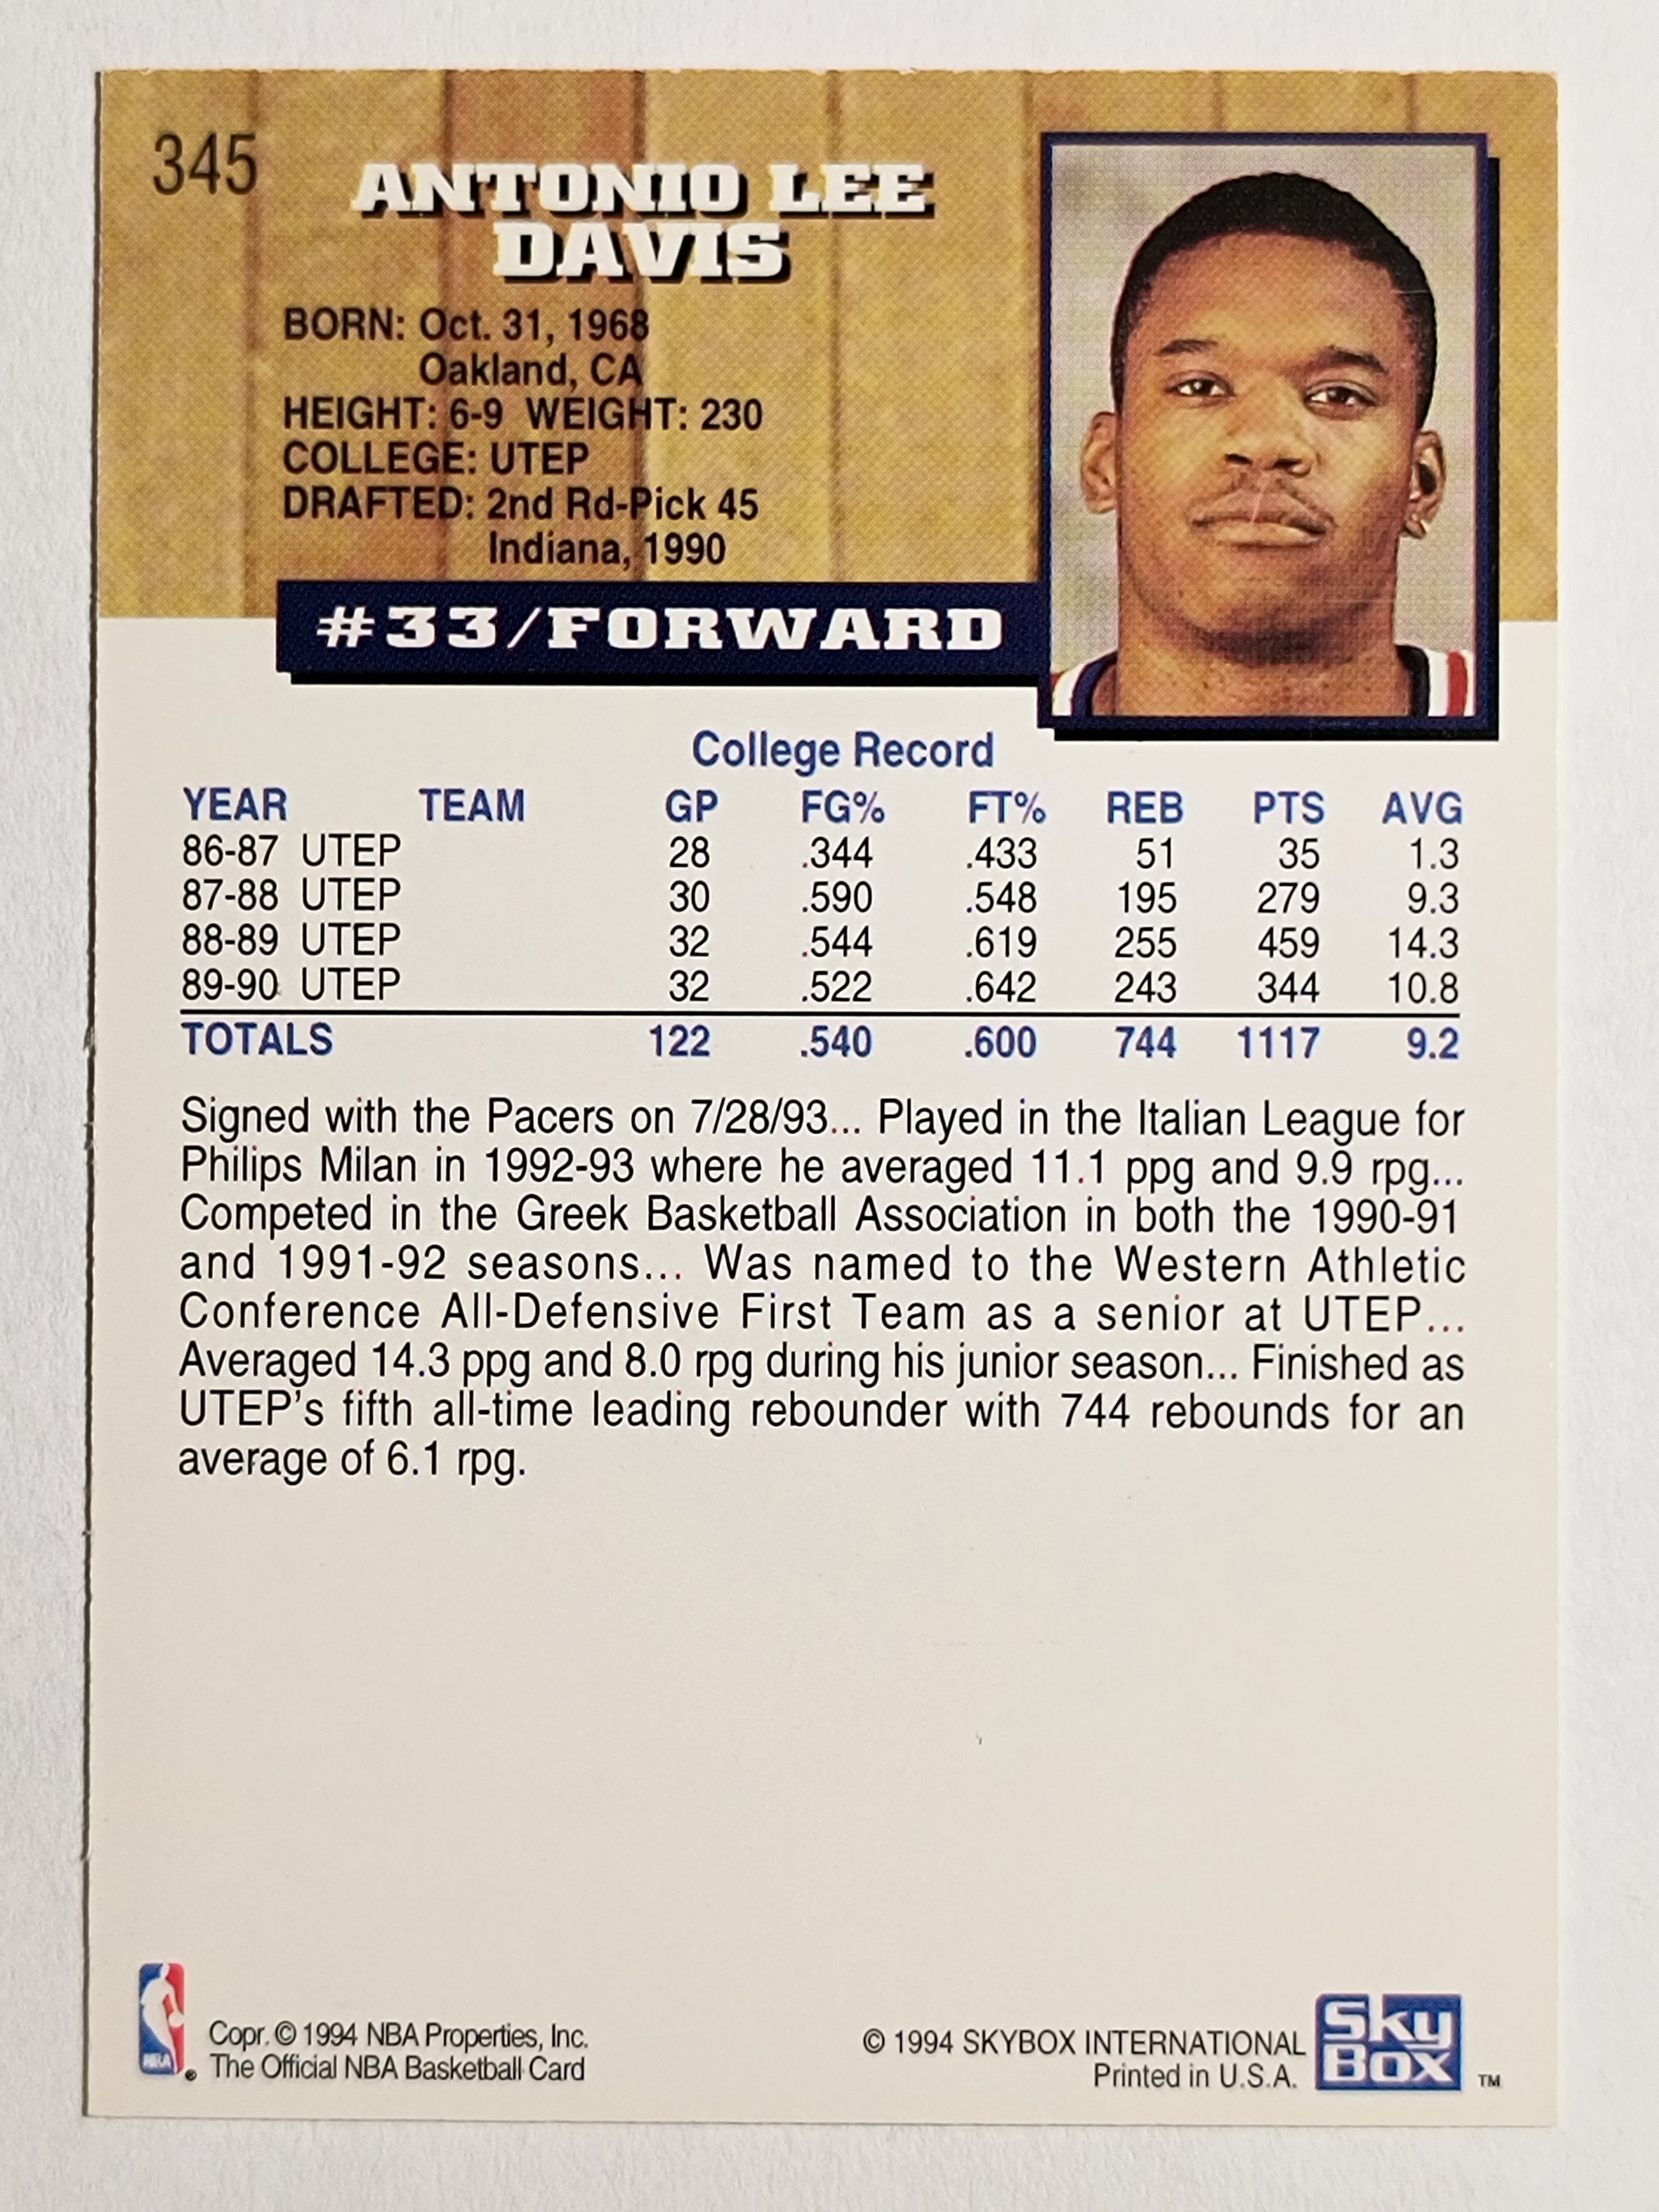 345
ANTONIO LEE
DAVIS
BORN: Oct. 31, 1968
Oakland, CA
HEIGHT: 6-9 WEIGHT: 230
COLLEGE: UTEP
DRAFTED: 2nd Rd-Pick 45
Indiana, 1990
#33/FORWARD
College Record
YEAR TEAM GP FG% FT% REB PTS AVG
86-87 UTEP 28 .344 .433 51 35 1.3
87-88 UTEP 30 .590 .548 195 279 9.3
88-89 UTEP 32 .544 .619 255 459 14.3
89-90 UTEP 32 .522 .642 243 344 10.8
TOTALS 122 .540 .600 744 1117 9.2
Signed with the Pacers on 7/28/93... Played in the Italian League for
Philips Milan in 1992-93 where he averaged 11.1 ppg and 9.9 rpg...
Competed in the Greek Basketball Association in both the 1990-91
and 1991-92 seasons... Was named to the Western Athletic
Conference All-Defensive First Team as a senior at UTEP...
Averaged 14.3 ppg and 8.0 rpg during his junior season... Finished as
UTEP's fifth all-time leading rebounder with 744 rebounds for an
average of 6.1 rpg.
NBA ®
Copr. © 1994 NBA Properties, Inc.
The Official NBA Basketball Card
© 1994 SKYBOX INTERNATIONAL
Printed in U.S.A.
SKY
BOX ™